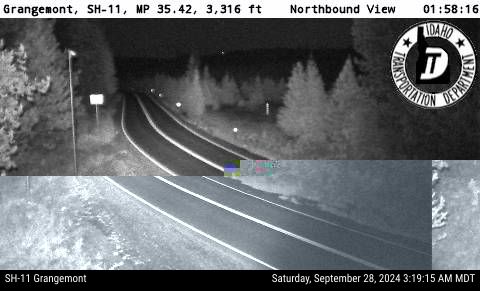 Grangemont, SH-11, MP 35.42, 3,316 ft Northbound View 01:58:16
IDAHO
TRANSPORTATION DEPARTMENT
SH-11 Grangemont Saturday, September 28, 2024 3:19:15 AM MDT